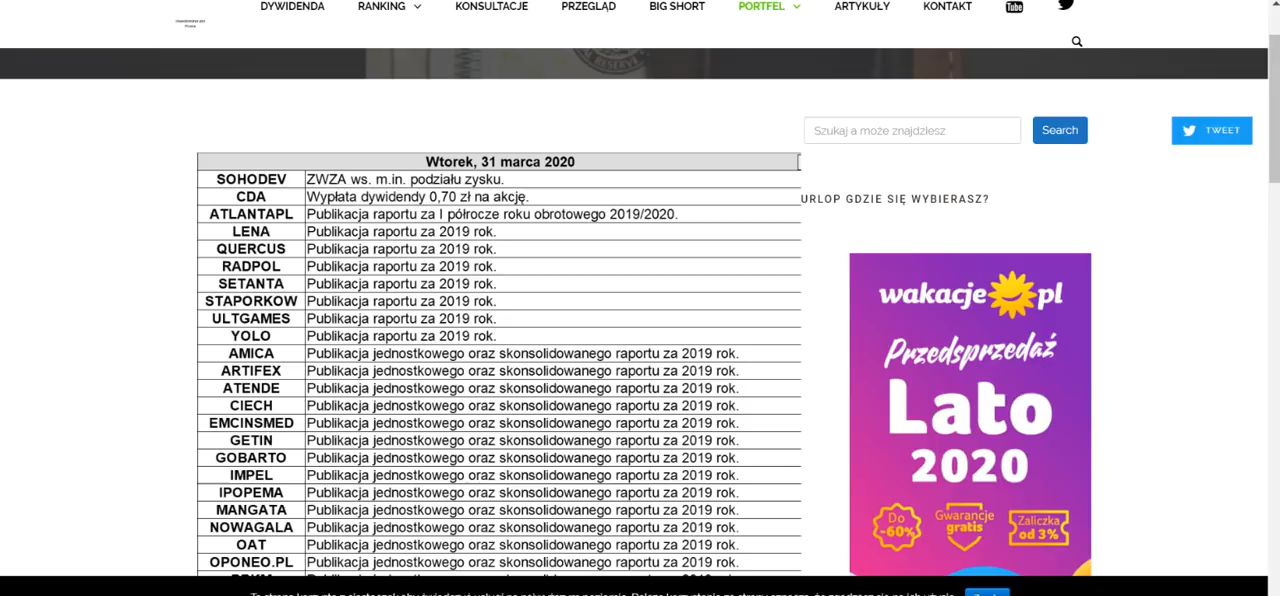 DYWIDENDA RANKING KONSULTACJE PRZEGLĄD BIG SHORT PORTFEL ARTYKUŁY KONTAKT You Tube
Szukaj a może znajdziesz Search TWEET
Wtorek, 31 marca 2020
SOHODEV ZWZA ws. m.in. podziału zysku.
CDA Wypłata dywidendy 0,70 zł na akcję.
URLOP GDZIE SIĘ WYBIERASZ?
ATLANTAPL Publikacja raportu za I półrocze roku obrotowego 2019/2020.
LENA Publikacja raportu za 2019 rok.
QUERCUS Publikacja raportu za 2019 rok.
RADPOL Publikacja raportu za 2019 rok.
SETANTA Publikacja raportu za 2019 rok.
STAPORKOW Publikacja raportu za 2019 rok.
ULTGAMES Publikacja raportu za 2019 rok.
YOLO Publikacja raportu za 2019 rok.
AMICA Publikacja jednostkowego oraz skonsolidowanego raportu za 2019 rok.
ARTIFEX Publikacja jednostkowego oraz skonsolidowanego raportu za 2019 rok.
ATENDE Publikacja jednostkowego oraz skonsolidowanego raportu za 2019 rok.
CIECH Publikacja jednostkowego oraz skonsolidowanego raportu za 2019 rok.
EMCINSMED Publikacja jednostkowego oraz skonsolidowanego raportu za 2019 rok.
GETIN Publikacja jednostkowego oraz skonsolidowanego raportu za 2019 rok.
GOBARTO Publikacja jednostkowego oraz skonsolidowanego raportu za 2019 rok.
IMPEL Publikacja jednostkowego oraz skonsolidowanego raportu za 2019 rok.
IPOPEMA Publikacja jednostkowego oraz skonsolidowanego raportu za 2019 rok.
MANGATA Publikacja jednostkowego oraz skonsolidowanego raportu za 2019 rok.
NOWAGALA Publikacja jednostkowego oraz skonsolidowanego raportu za 2019 rok.
OAT Publikacja jednostkowego oraz skonsolidowanego raportu za 2019 rok.
OPONEO.PL Publikacja jednostkowego oraz skonsolidowanego raportu za 2019 rok.
wakacje.pl
Przedsprzedaż
Lato
2020
Do
-60%
Gwarancje
gratis
Zaliczka
od 3%